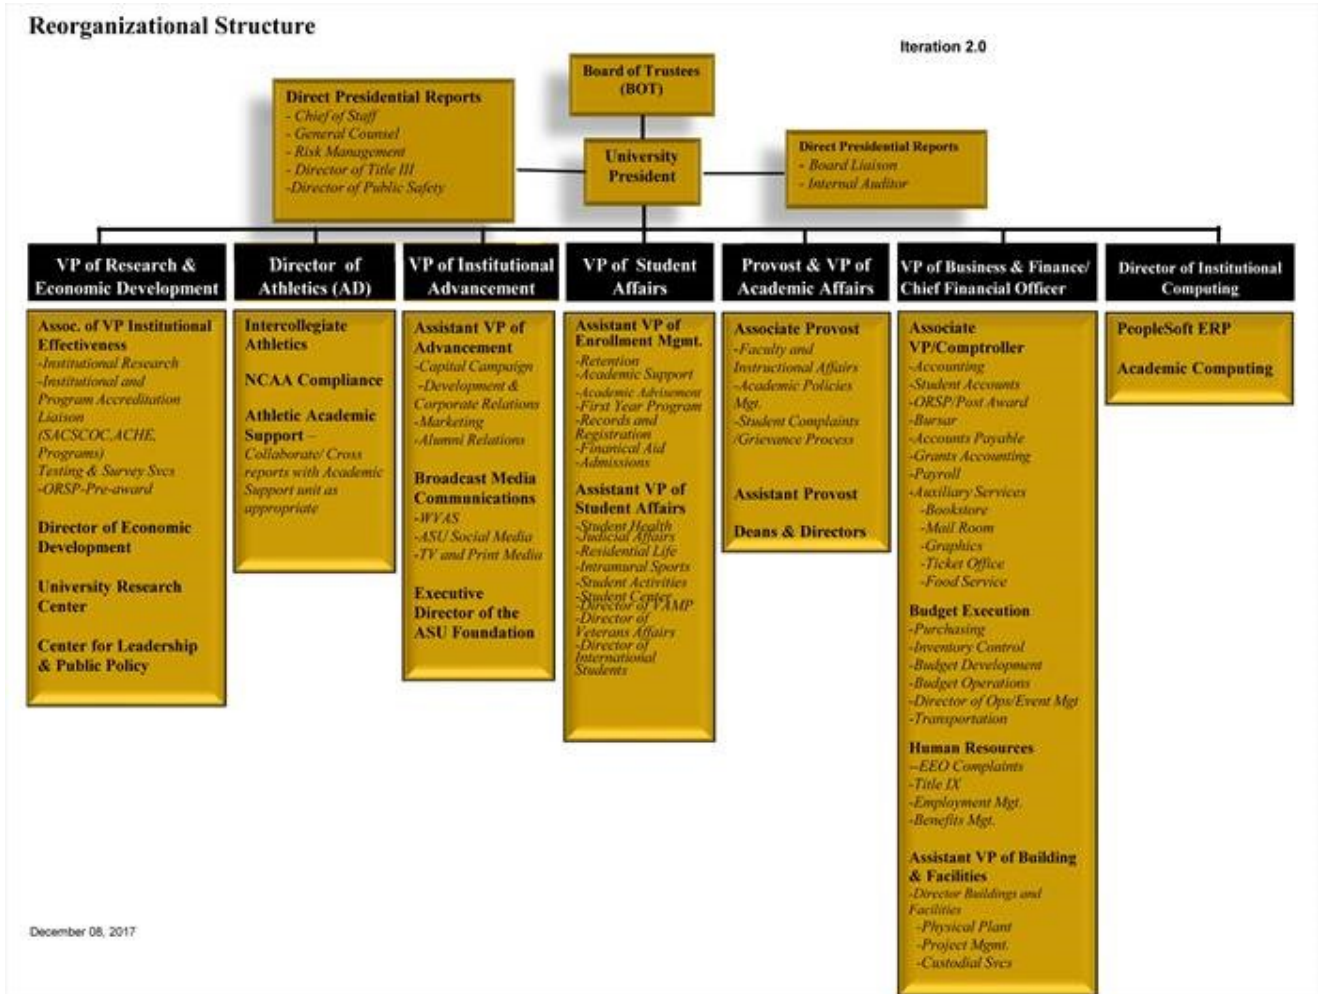 Reorganizational Structure
Iteration 2.0
Board of Trustees
(BOT)
Direct Presidential Reports
- Chief of Staff
- General Counsel
- Risk Management
- Director of Title III
-Director of Public Safety
University
President
Direct Presidential Reports
- Board Liaison
- Internal Auditor
VP of Research &
Economic Development
Assoc. of VP Institutional
Effectiveness
-Institutional Research
-Institutional and
Program Accreditation
Liaison
(SACSCOC,ACHE,
Programs)
Testing & Survey Svcs
-ORSP-Pre-award
Director of Economic
Development
University Research
Center
Center for Leadership
& Public Policy
Director of
Athletics (AD)
Intercollegiate
Athletics
NCAA Compliance
Athletic Academic
Support –
Collaborate/ Cross
reports with Academic
Support unit as
appropriate
VP of Institutional
Advancement
Assistant VP of
Advancement
-Capital Campaign
-Development &
Corporate Relations
-Marketing
-Alumni Relations
Broadcast Media
Communications
-WVAS
-ASU Social Media
-TV and Print Media
Executive
Director of the
ASU Foundation
VP of Student
Affairs
Assistant VP of
Enrollment Mgmt.
-Retention
-Academic Support
-Academic Advisement
-First Year Program
-Records and
Registration
-Finanical Aid
-Admissions
Assistant VP of
Student Affairs
-Student Health
-Judicial Affairs
-Residential Life
-Intramural Sports
-Student Activities
-Student Center
-Director of VAMP
-Director of
Veterans Affairs
-Director of
International
Students
Provost & VP of
Academic Affairs
Associate Provost
-Faculty and
Instructional Affairs
-Academic Policies
Mgt.
-Student Complaints
/Grievance Process
Assistant Provost
Deans & Directors
VP of Business & Finance/
Chief Financial Officer
Associate
VP/Comptroller
-Accounting
-Student Accounts
-ORSP/Post Award
-Bursar
-Accounts Payable
-Grants Accounting
-Payroll
-Auxiliary Services
-Bookstore
-Mail Room
-Graphics
-Ticket Office
-Food Service
Budget Execution
-Purchasing
-Inventory Control
-Budget Development
-Budget Operations
-Director of Ops/Event Mgt
-Transportation
Human Resources
--EEO Complaints
-Title IX
-Employment Mgt.
-Benefits Mgt.
Assistant VP of Building
& Facilities
-Director Buildings and
Facilities
-Physical Plant
-Project Mgmt.
-Custodial Svcs
Director of Institutional
Computing
PeopleSoft ERP
Academic Computing
December 08, 2017